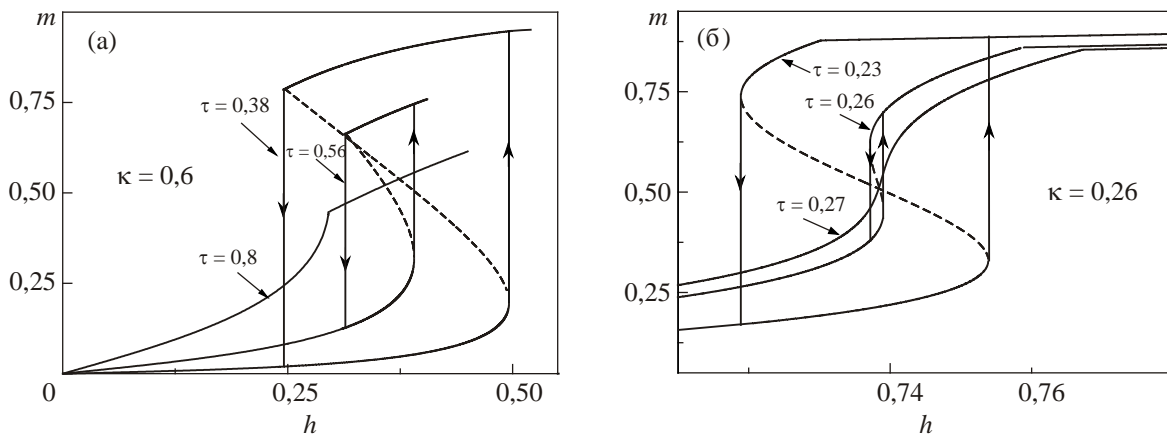 m
(а)
0,75
τ = 0,38
τ = 0,56
0,50
κ = 0,6
τ = 0,8
0,25
0
0,25
0,50
h
m
(б)
0,75
τ = 0,23
τ = 0,26
0,50
κ = 0,26
τ = 0,27
0,25
0,74
0,76
h